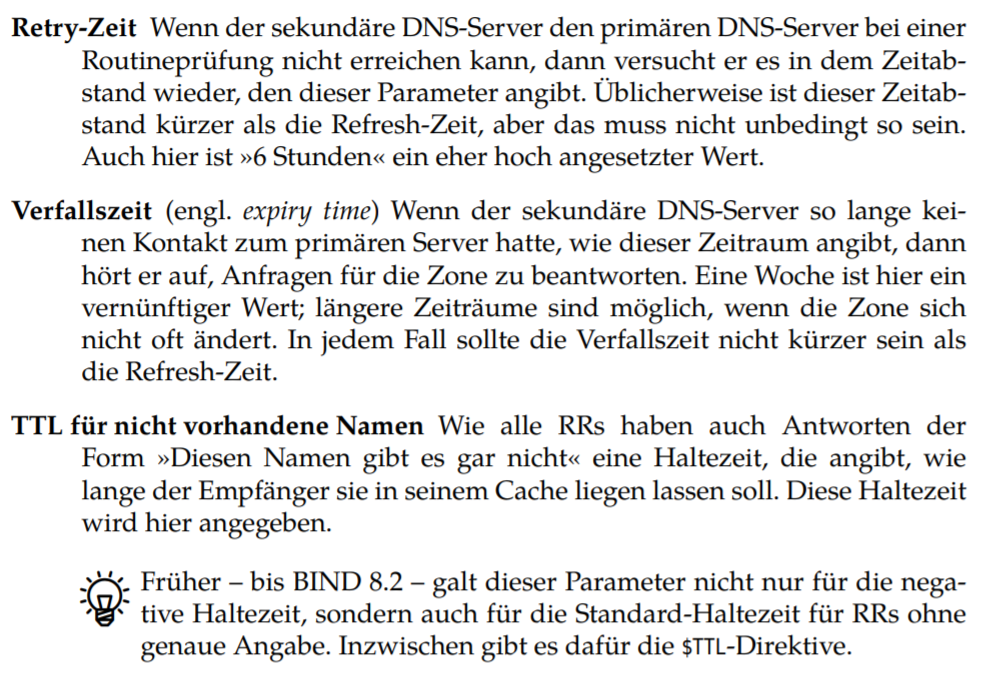 Retry-Zeit Wenn der sekundäre DNS-Server den primären DNS-Server bei einer
Routineprüfung nicht erreichen kann, dann versucht er es in dem Zeitab-
stand wieder, den dieser Parameter angibt. Üblicherweise ist dieser Zeitab-
stand kürzer als die Refresh-Zeit, aber das muss nicht unbedingt so sein.
Auch hier ist »6 Stunden« ein eher hoch angesetzter Wert.
Verfallszeit (engl. expiry time) Wenn der sekundäre DNS-Server so lange kei-
nen Kontakt zum primären Server hatte, wie dieser Zeitraum angibt, dann
hört er auf, Anfragen für die Zone zu beantworten. Eine Woche ist hier ein
vernünftiger Wert; längere Zeiträume sind möglich, wenn die Zone sich
nicht oft ändert. In jedem Fall sollte die Verfallszeit nicht kürzer sein als
die Refresh-Zeit.
TTL für nicht vorhandene Namen Wie alle RRs haben auch Antworten der
Form »Diesen Namen gibt es gar nicht« eine Haltezeit, die angibt, wie
lange der Empfänger sie in seinem Cache liegen lassen soll. Diese Haltezeit
wird hier angegeben.
Früher – bis BIND 8.2 – galt dieser Parameter nicht nur für die nega-
tive Haltezeit, sondern auch für die Standard-Haltezeit für RRs ohne
genaue Angabe. Inzwischen gibt es dafür die $TTL-Direktive.